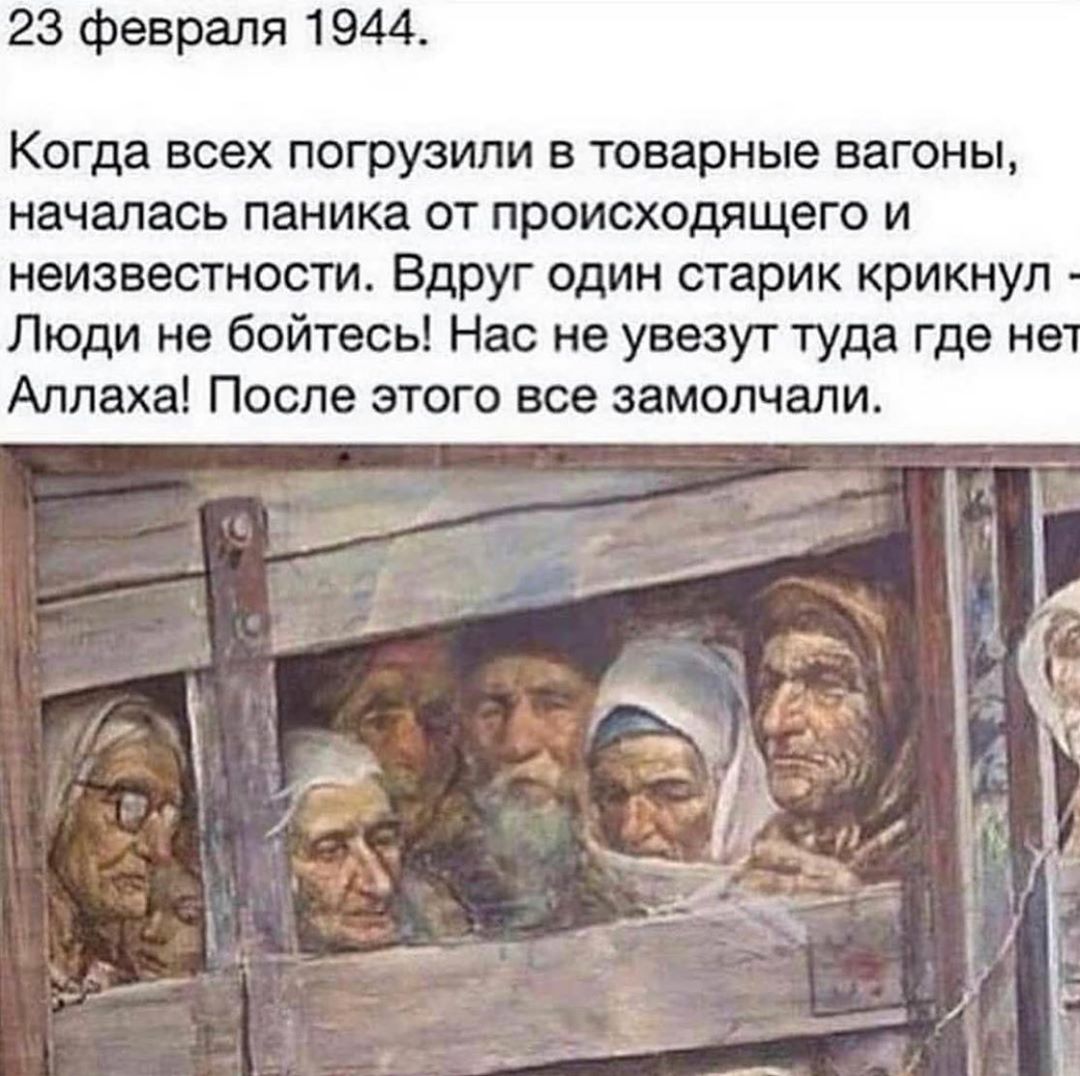 23 февраля 1944.
Когда всех погрузили в товарные вагоны,
началась паника от происходящего и
неизвестности. Вдруг один старик крикнул -
Люди не бойтесь! Нас не увезут туда где нет
Аллаха! После этого все замолчали.